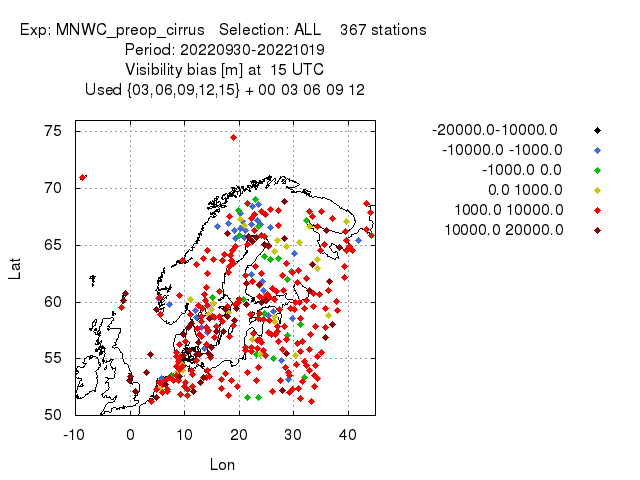 Exp: MNWC_preop_cirrus   Selection: ALL    367 stations
Period: 20220930-20221019
Visibility bias [m] at  15 UTC
Used {03,06,09,12,15} + 00 03 06 09 12
-20000.0-10000.0
-10000.0 -1000.0
-1000.0 0.0
0.0 1000.0
1000.0 10000.0
10000.0 20000.0
75
70
65
60
55
50
Lat
-10 0 10 20 30 40
Lon